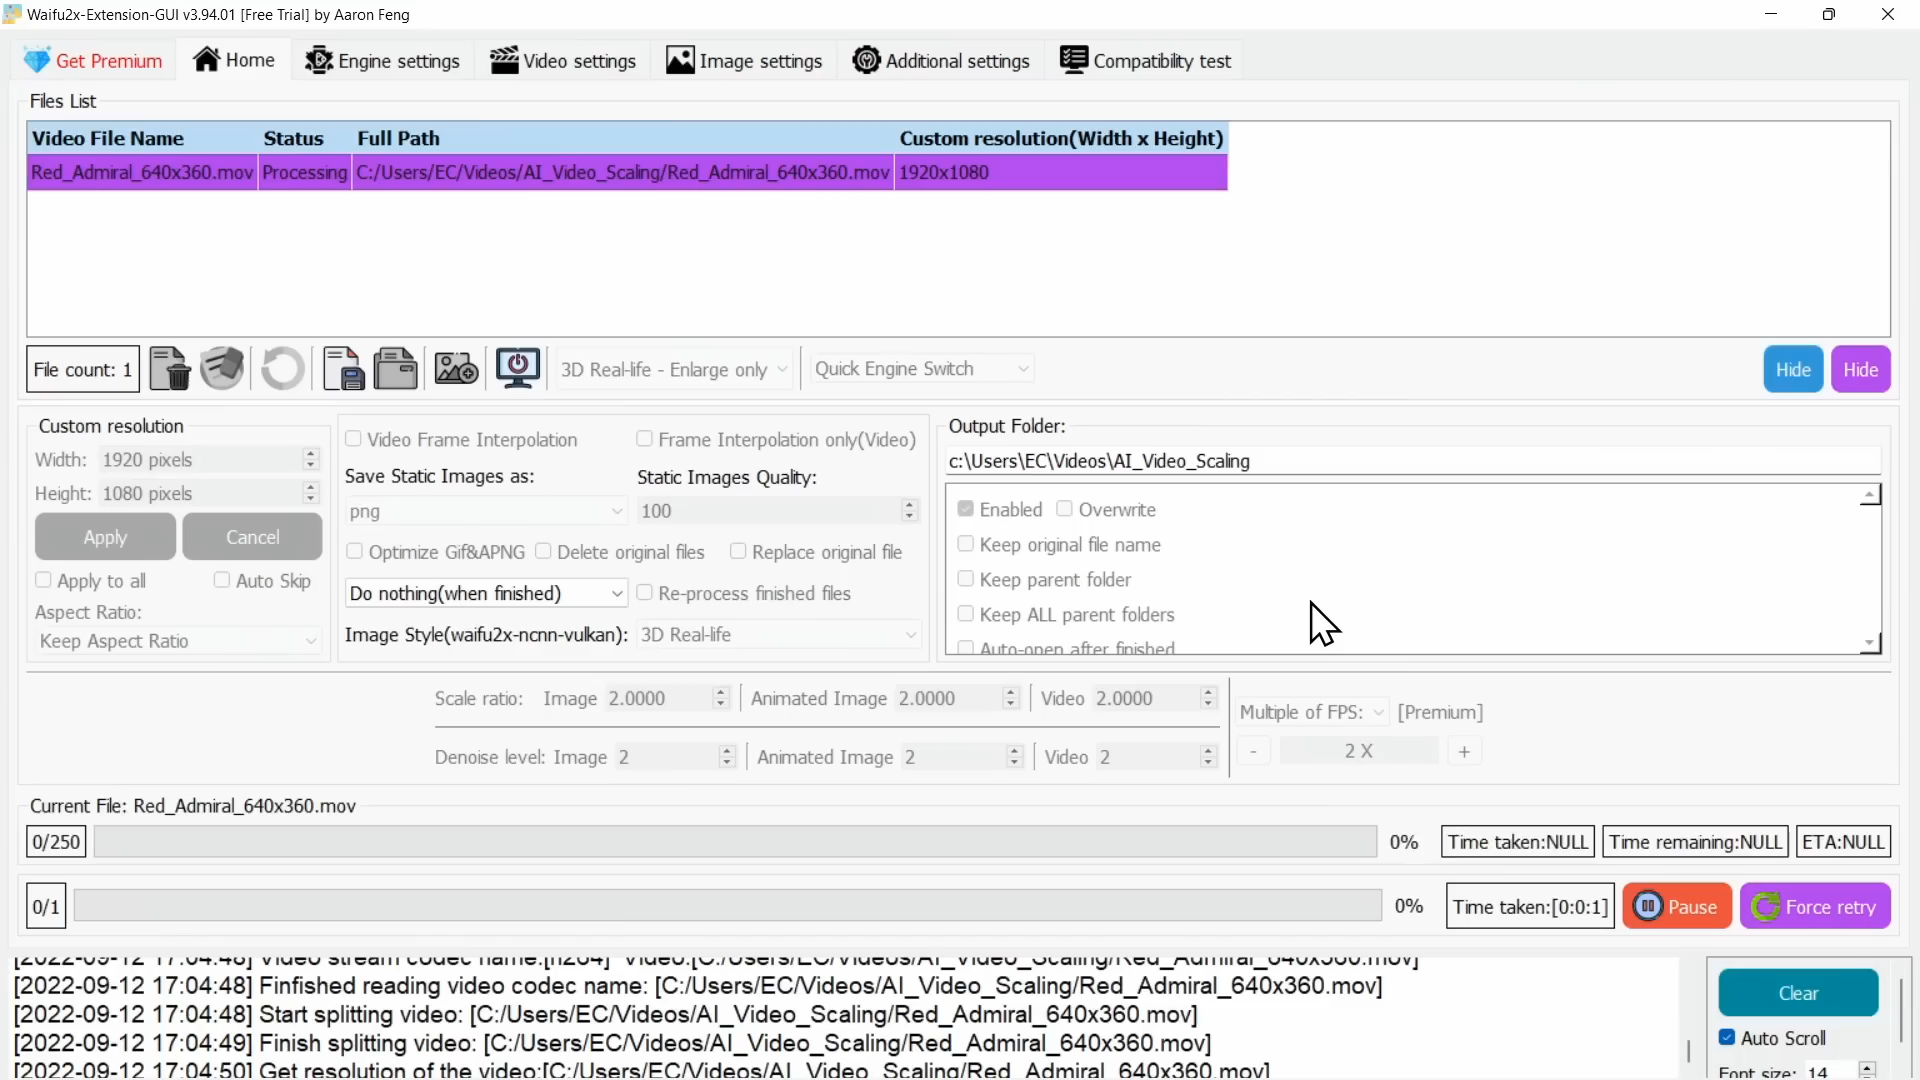 Waifu2x-Extension-GUI v3.94.01 [Free Trial] by Aaron Feng
Get Premium Home Engine settings Video settings Image settings Additional settings Compatibility test
Files List
Video File Name Status Full Path Custom resolution(Width x Height)
Red_Admiral_640x360.mov Processing C:/Users/EC/Videos/AI_Video_Scaling/Red_Admiral_640x360.mov 1920x1080
File count: 1 3D Real-life - Enlarge only Quick Engine Switch Hide Hide
Custom resolution
Width: 1920 pixels
Height: 1080 pixels
Apply Cancel
Apply to all Auto Skip
Aspect Ratio:
Keep Aspect Ratio
Video Frame Interpolation Frame Interpolation only(Video)
Save Static Images as: Static Images Quality:
png 100
Optimize Gif&APNG Delete original files Replace original file
Do nothing(when finished) Re-process finished files
Image Style(waifu2x-ncnn-vulkan): 3D Real-life
Output Folder:
c:\Users\EC\Videos\AI_Video_Scaling
Enabled Overwrite
Keep original file name
Keep parent folder
Keep ALL parent folders
Auto-open after finished
Scale ratio: Image 2.0000 Animated Image 2.0000 Video 2.0000
Denoise level: Image 2 Animated Image 2 Video 2
Multiple of FPS: [Premium]
- 2 X +
Current File: Red_Admiral_640x360.mov
0/250 0% Time taken:NULL Time remaining:NULL ETA:NULL
0/1 0% Time taken:[0:0:1] Pause Force retry
[2022-09-12 17:04:48] Video stream codec name:[h264] Video:[C:/Users/EC/Videos/AI_Video_Scaling/Red_Admiral_640x360.mov]
[2022-09-12 17:04:48] Finfished reading video codec name: [C:/Users/EC/Videos/AI_Video_Scaling/Red_Admiral_640x360.mov]
[2022-09-12 17:04:48] Start splitting video: [C:/Users/EC/Videos/AI_Video_Scaling/Red_Admiral_640x360.mov]
[2022-09-12 17:04:49] Finish splitting video: [C:/Users/EC/Videos/AI_Video_Scaling/Red_Admiral_640x360.mov]
[2022-09-12 17:04:50] Get resolution of the video:[C:/Users/EC/Videos/AI_Video_Scaling/Red_Admiral_640x360.mov]
Clear
Auto Scroll
Font size: 14